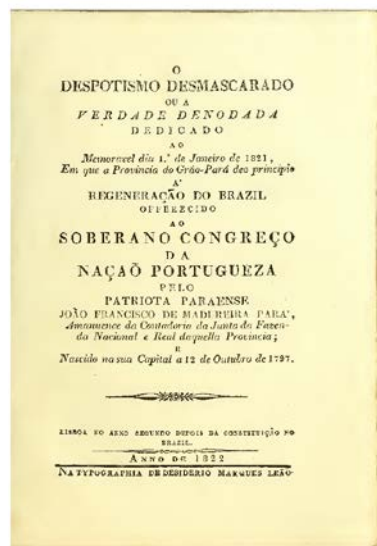 O
DESPOTISMO DESMASCARADO
OU A
VERDADE DENODADA
DEDICADO
AO
Memoravel dia 1.º de Janeiro de 1821,
Em que a Provincia do Grão-Pará deo principio
A'
REGENERAÇÃO DO BRAZIL
OFFERECIDO
AO
SOBERANO CONGREÇO
DA
NAÇAÕ PORTUGUEZA
PELO
PATRIOTA PARAENSE
JOÃO FRANCISCO DE MADUREIRA PARA',
Amanuence da Contadoria da Junta da Fazen-
da Nacional e Real daquella Provincia;
E
Nascido na sua Capital a 12 de Outubro de 1797.
LISBOA NO ANNO SEGUNDO DEPOIS DA CONSTITUIÇÃO NO
BRAZIL.
ANNO DE 1822
NA TYPOGRAPHIA DE DESIDERIO MARQUES LEÃO